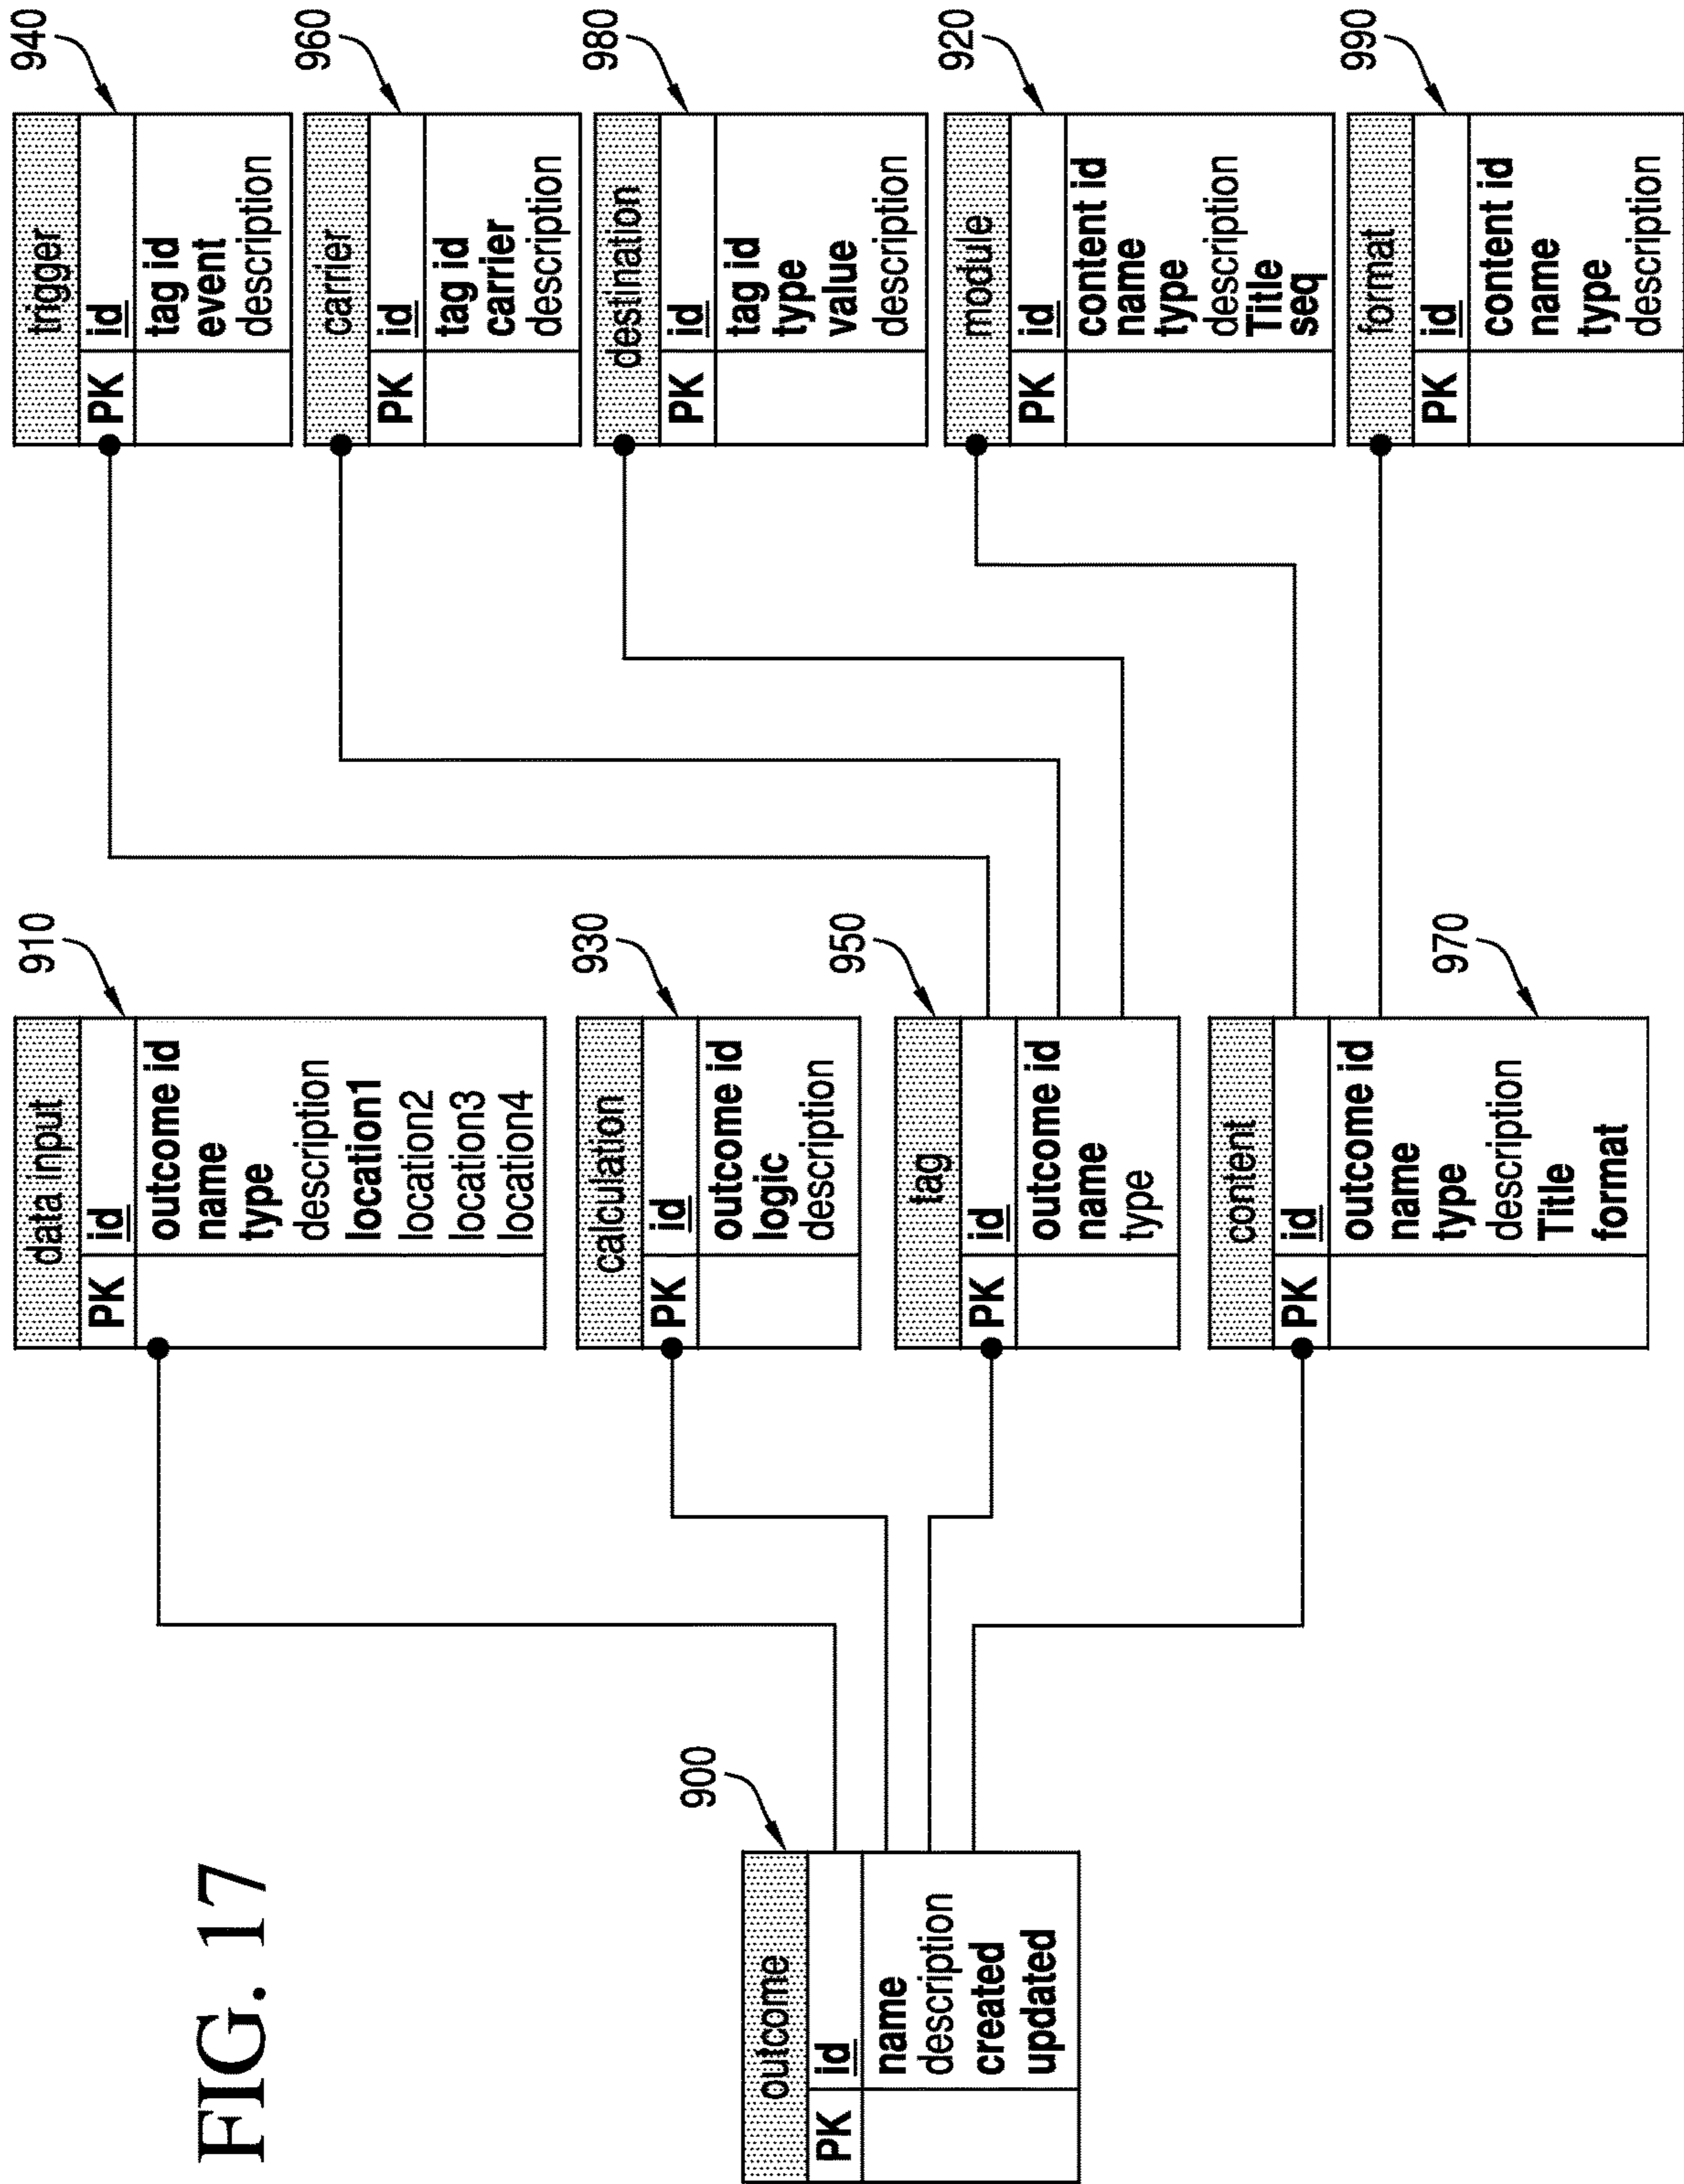 FIG. 17
900
outcome
PK id
name
description
created
updated
910
data input
PK id
outcome id
name
type
description
location1
location2
location3
location4
930
calculation
PK id
outcome id
logic
description
950
tag
PK id
outcome id
name
type
970
content
PK id
outcome id
name
type
description
Title
format
940
trigger
PK id
tag id
event
description
960
carrier
PK id
tag id
carrier
description
980
destination
PK id
tag id
type
value
description
920
module
PK id
content id
name
type
description
Title
seq
990
format
PK id
content id
name
type
description